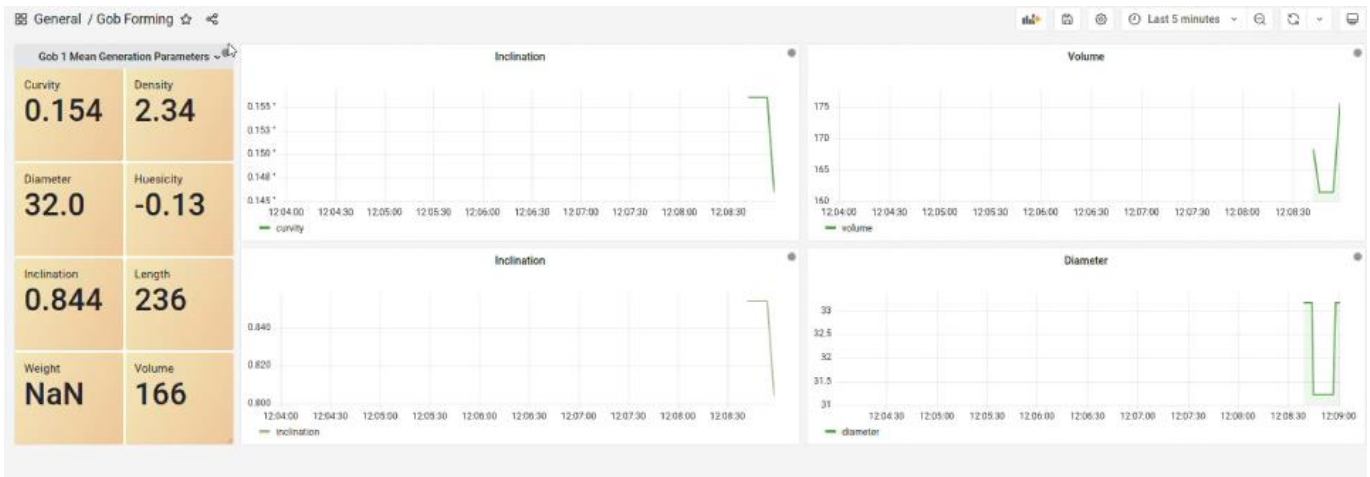 General / Gob Forming
Last 5 minutes
Gob 1 Mean Generation Parameters
Curvity
0.154
Density
2.34
Diameter
32.0
Huesicity
-0.13
Inclination
0.844
Length
236
Weight
NaN
Volume
166
Inclination
0.155 °
0.153 °
0.150 °
0.148 °
0.145 °
12:04:00 12:04:30 12:05:00 12:05:30 12:06:00 12:06:30 12:07:00 12:07:30 12:08:00 12:08:30
curvity
Volume
175
170
165
160
12:04:00 12:04:30 12:05:00 12:05:30 12:06:00 12:06:30 12:07:00 12:07:30 12:08:00 12:08:30
volume
Inclination
0.840
0.820
0.800
12:04:00 12:04:30 12:05:00 12:05:30 12:06:00 12:06:30 12:07:00 12:07:30 12:08:00 12:08:30
inclination
Diameter
33
32.5
32
31.5
31
12:04:30 12:05:00 12:05:30 12:06:00 12:06:30 12:07:00 12:07:30 12:08:00 12:08:30 12:09:00
diameter